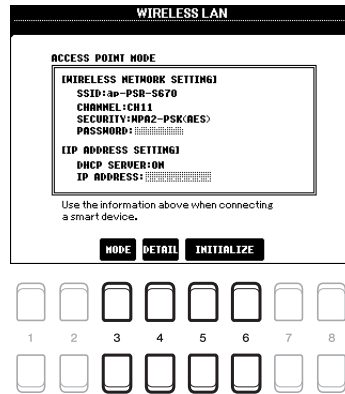 WIRELESS LAN
ACCESS POINT MODE
[WIRELESS NETWORK SETTING]
SSID:ap-PSR-S670
CHANNEL:CH11
SECURITY:WPA2-PSK(AES)
PASSWORD:
[IP ADDRESS SETTING]
DHCP SERVER:ON
IP ADDRESS:
Use the information above when connecting
a smart device.
MODE DETAIL INITIALIZE
1 2 3 4 5 6 7 8